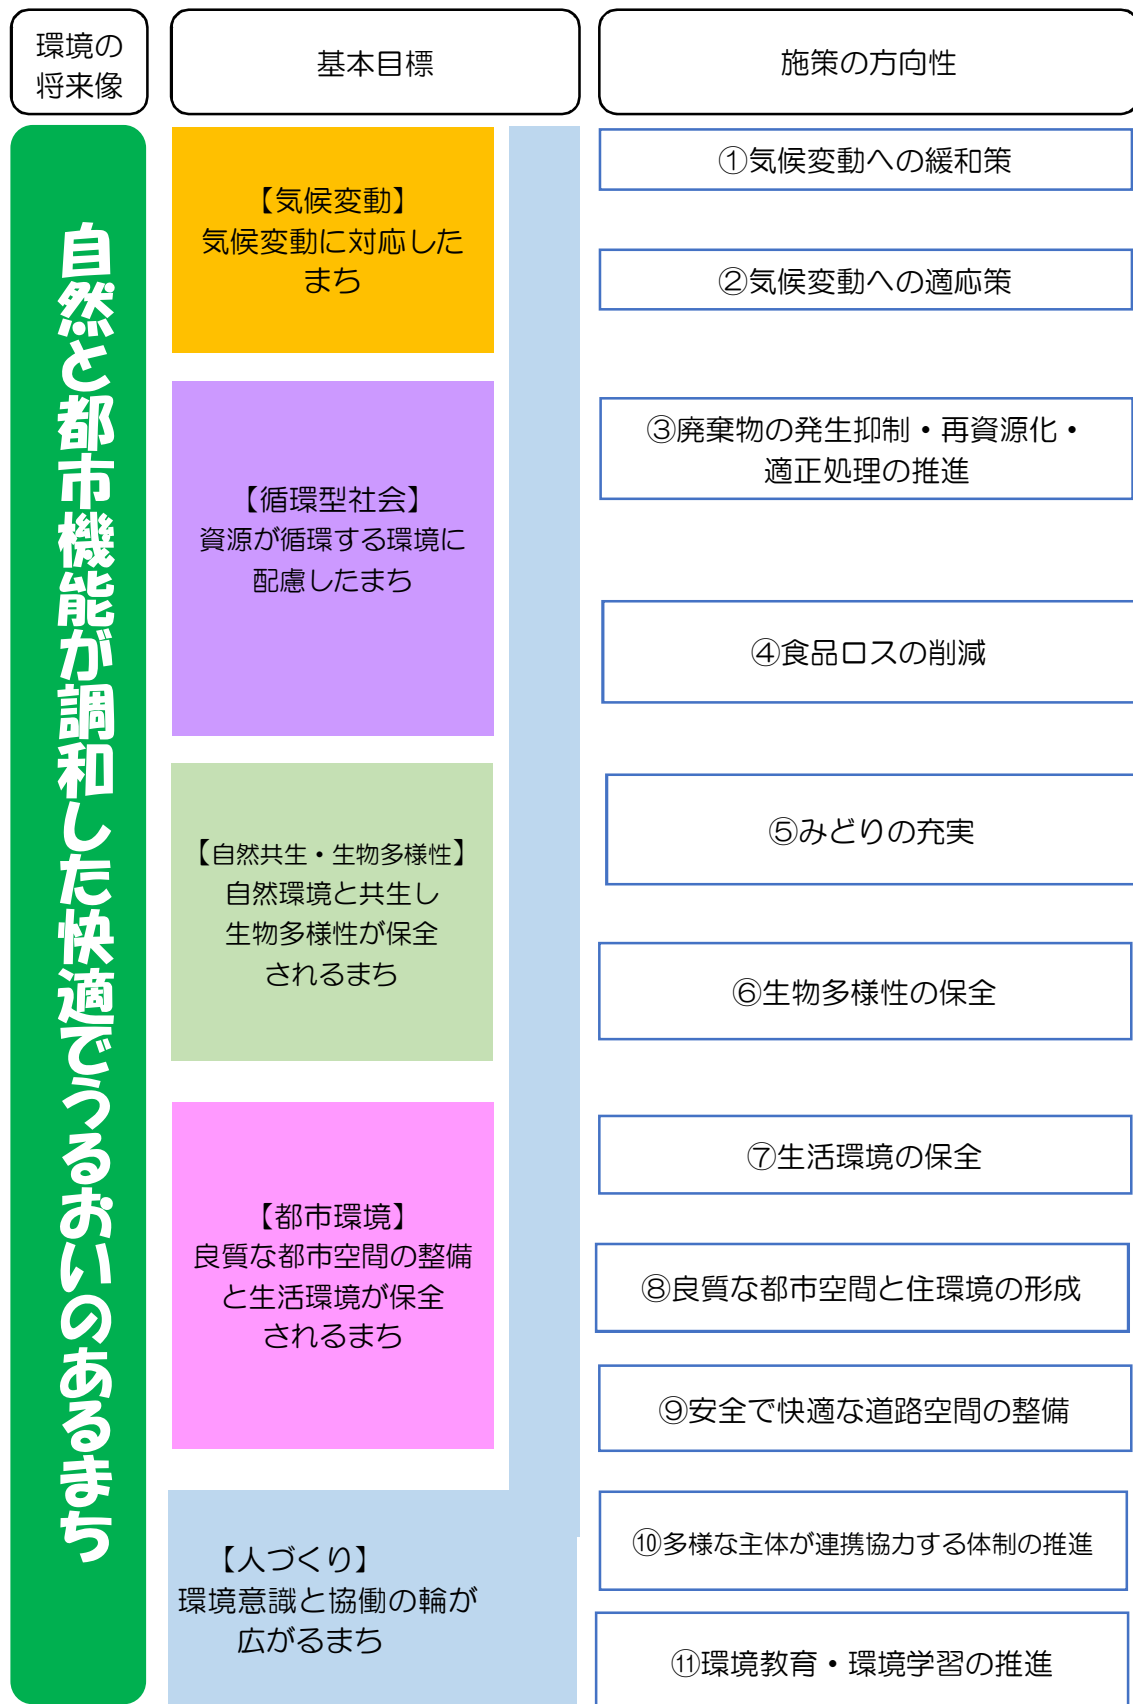 環境の
将来像
基本目標
施策の方向性
自然と都市機能が調和した快適でうるおいのあるまち
【気候変動】
気候変動に対応した
まち
①気候変動への緩和策
②気候変動への適応策
【循環型社会】
資源が循環する環境に
配慮したまち
③廃棄物の発生抑制・再資源化・
適正処理の推進
④食品ロスの削減
【自然共生・生物多様性】
自然環境と共生し
生物多様性が保全
されるまち
⑤みどりの充実
⑥生物多様性の保全
【都市環境】
良質な都市空間の整備
と生活環境が保全
されるまち
⑦生活環境の保全
⑧良質な都市空間と住環境の形成
⑨安全で快適な道路空間の整備
【人づくり】
環境意識と協働の輪が
広がるまち
⑩多様な主体が連携協力する体制の推進
⑪環境教育・環境学習の推進